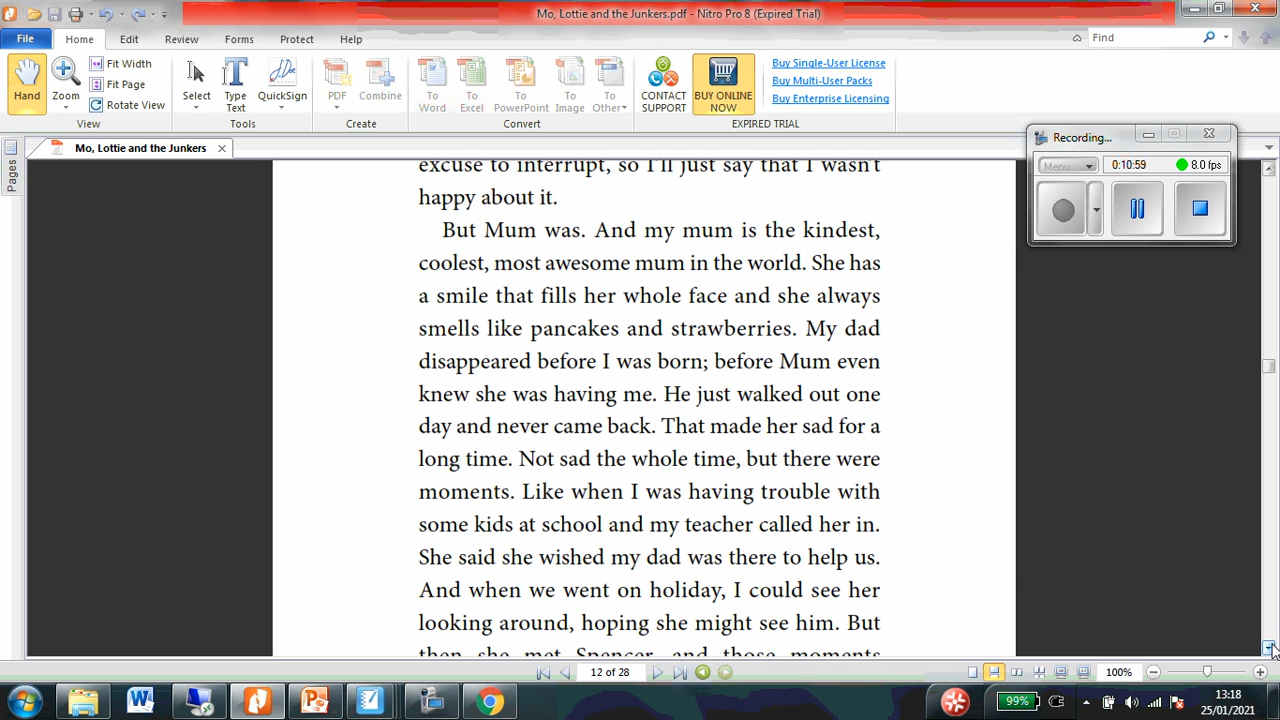 Mo, Lottie and the Junkers.pdf - Nitro Pro 8 (Expired Trial)
File Home Edit Review Forms Protect Help
Find
Hand
Zoom
Fit Width
Fit Page
Rotate View
View
Select
Type Text
QuickSign
Tools
PDF
Combine
Create
To Word
To Excel
To PowerPoint
To Image
To Other
Convert
CONTACT SUPPORT
BUY ONLINE NOW
Buy Single-User License
Buy Multi-User Packs
Buy Enterprise Licensing
EXPIRED TRIAL
Mo, Lottie and the Junkers
Pages
Recording...
Menu 0:10:59 8.0 fps
excuse to interrupt, so I'll just say that I wasn't
happy about it.
But Mum was. And my mum is the kindest,
coolest, most awesome mum in the world. She has
a smile that fills her whole face and she always
smells like pancakes and strawberries. My dad
disappeared before I was born; before Mum even
knew she was having me. He just walked out one
day and never came back. That made her sad for a
long time. Not sad the whole time, but there were
moments. Like when I was having trouble with
some kids at school and my teacher called her in.
She said she wished my dad was there to help us.
And when we went on holiday, I could see her
looking around, hoping she might see him. But
then she met Spencer, and those moments
12 of 28
100%
99%
13:18
25/01/2021